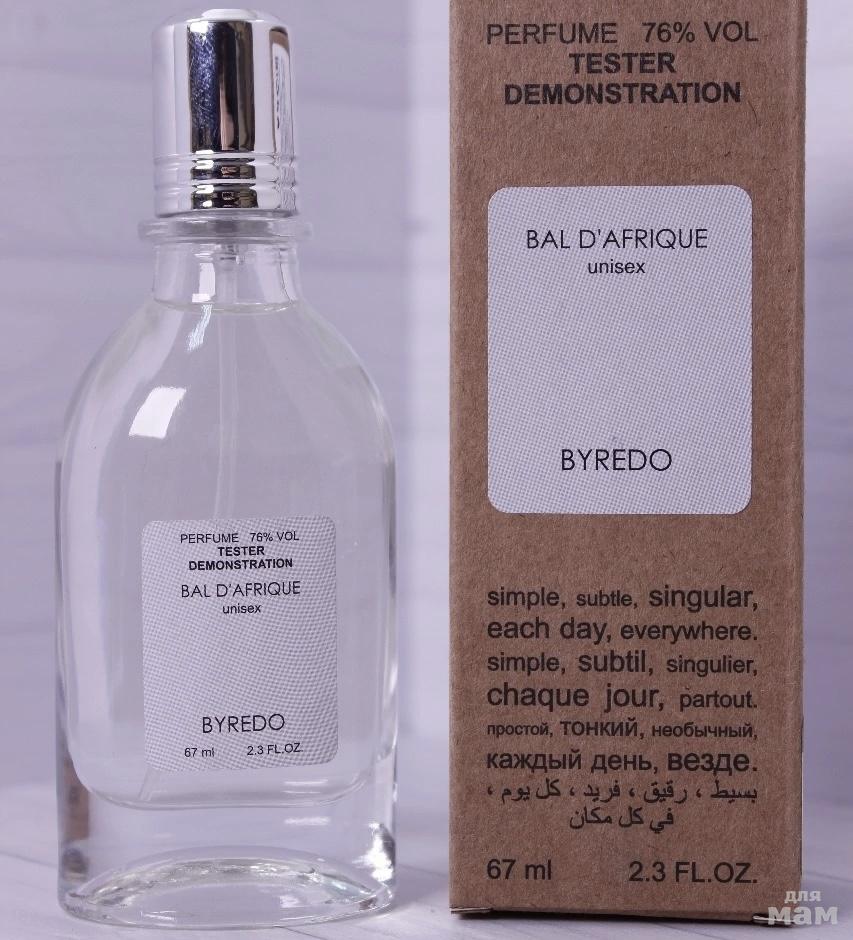 PERFUME 76% VOL
TESTER
DEMONSTRATION
BAL D'AFRIQUE
unisex
BYREDO
67 ml 2.3 FL.OZ.
PERFUME 76% VOL
TESTER
DEMONSTRATION
BAL D'AFRIQUE
unisex
BYREDO
simple, subtle, singular,
each day, everywhere.
simple, subtil, singulier,
chaque jour, partout.
простой, тонкий, необычный,
каждый день, везде.
بسيط ، رقيق ، فريد ، كل يوم ،
في كل مكان
67 ml 2.3 FL.OZ.
для
мам